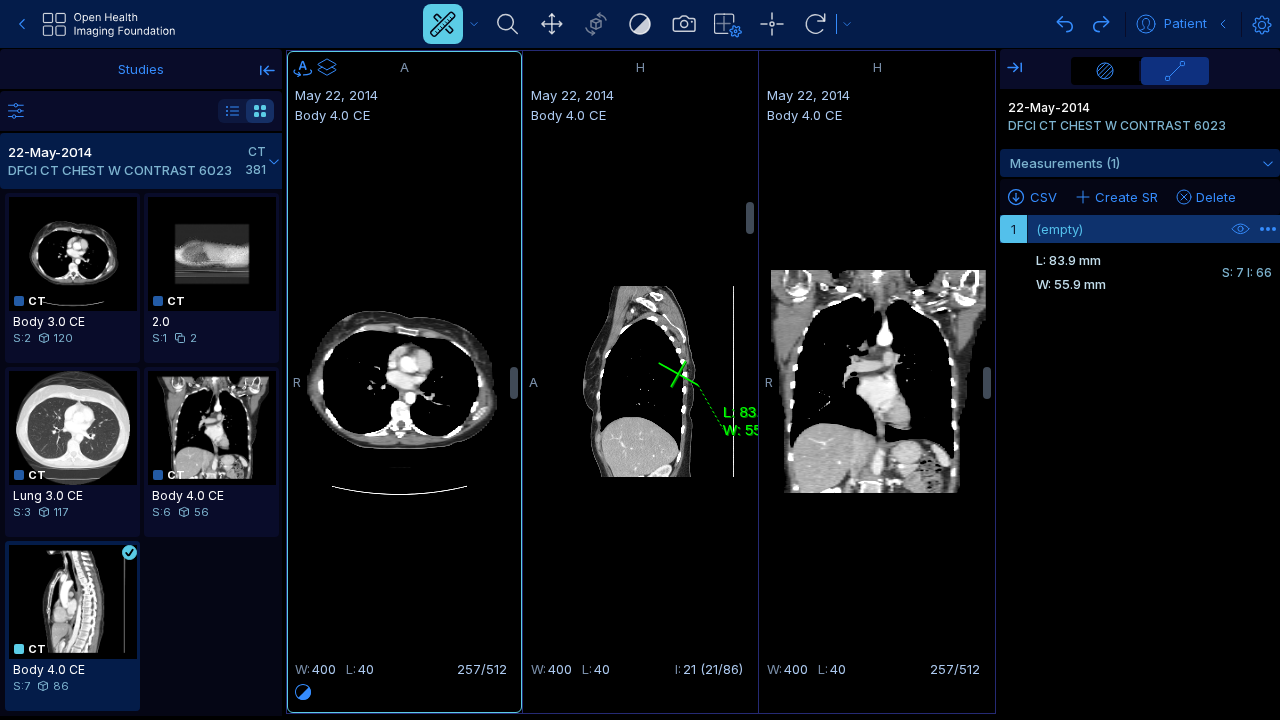 Open Health
Imaging Foundation
Patient
Studies
22-May-2014
CT
DFCI CT CHEST W CONTRAST 6023
381
CT
Body 3.0 CE
S:2 120
CT
2.0
S:1 2
CT
Lung 3.0 CE
S:3 117
CT
Body 4.0 CE
S:6 56
CT
Body 4.0 CE
S:7 86
A
A
May 22, 2014
Body 4.0 CE
R
W:400 L:40
257/512
H
May 22, 2014
Body 4.0 CE
A
L: 83
W: 55
W:400 L:40
I:21 (21/86)
H
May 22, 2014
Body 4.0 CE
R
W:400 L:40
257/512
22-May-2014
DFCI CT CHEST W CONTRAST 6023
Measurements (1)
CSV Create SR Delete
1 (empty)
L: 83.9 mm
W: 55.9 mm
S: 7 I: 66